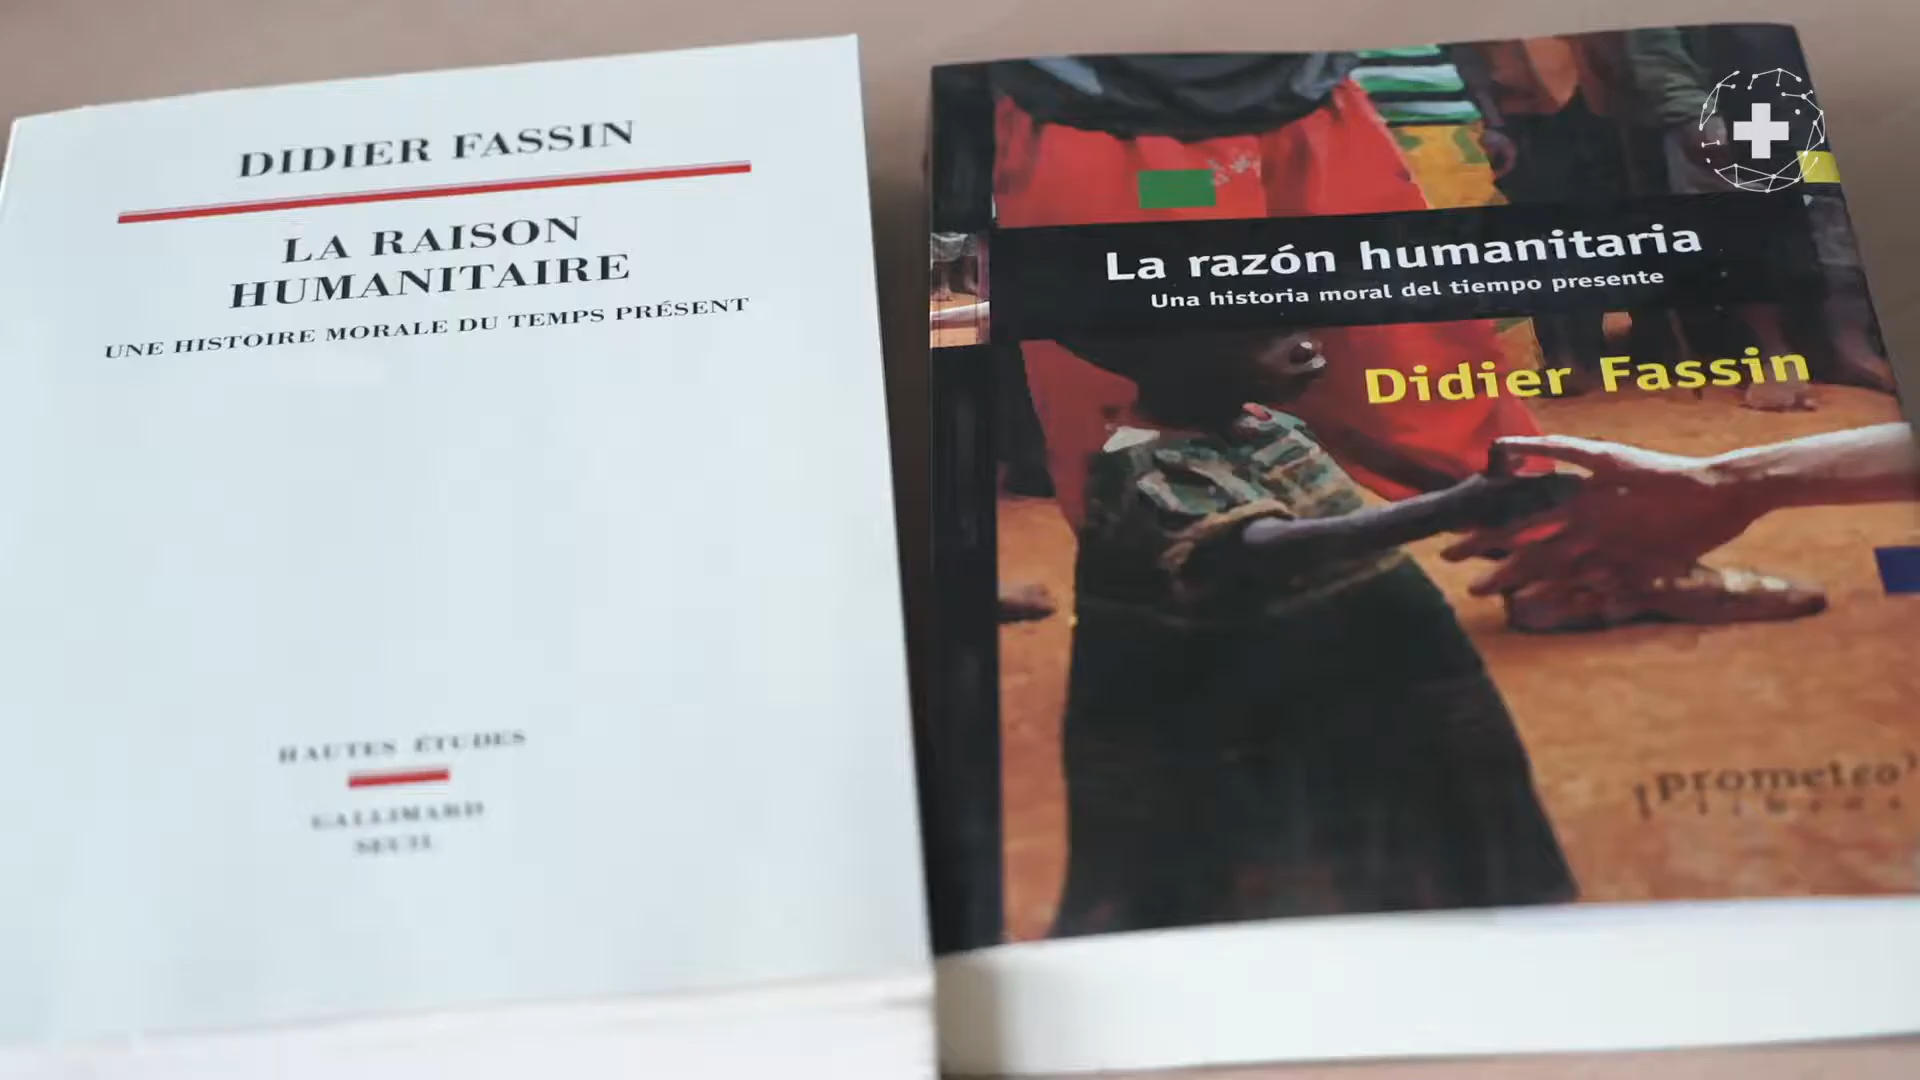 DIDIER FASSIN
LA RAISON
HUMANITAIRE
UNE HISTOIRE MORALE DU TEMPS PRÉSENT
HAUTES ÉTUDES
GALLIMARD
SEUIL
La razón humanitaria
Una historia moral del tiempo presente
Didier Fassin
prometeo
libros